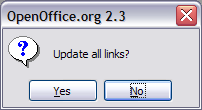 OpenOffice.org 2.3
Update all links?
Yes
No